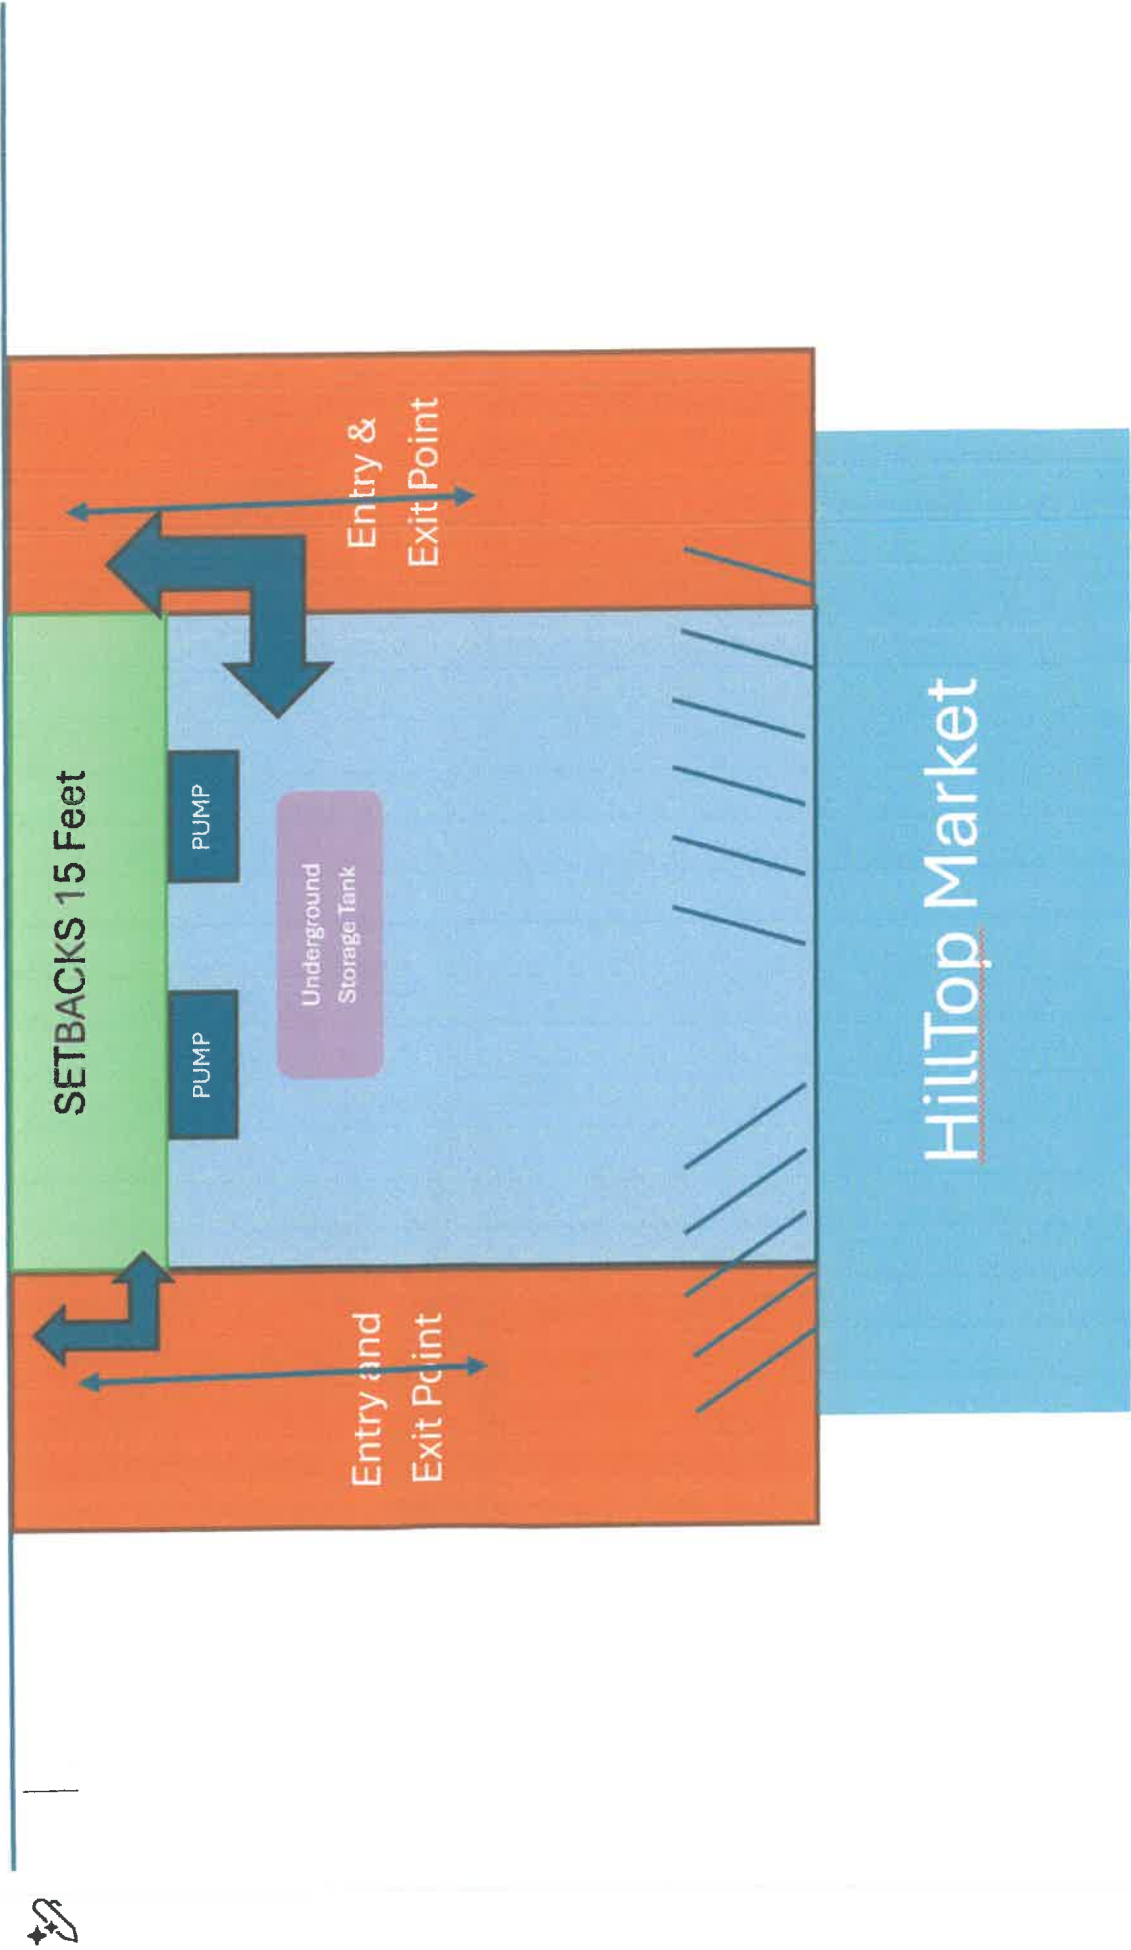 SETBACKS 15 Feet
PUMP
PUMP
Underground
Storage Tank
Entry and
Exit Point
Entry &
Exit Point
HillTop Market